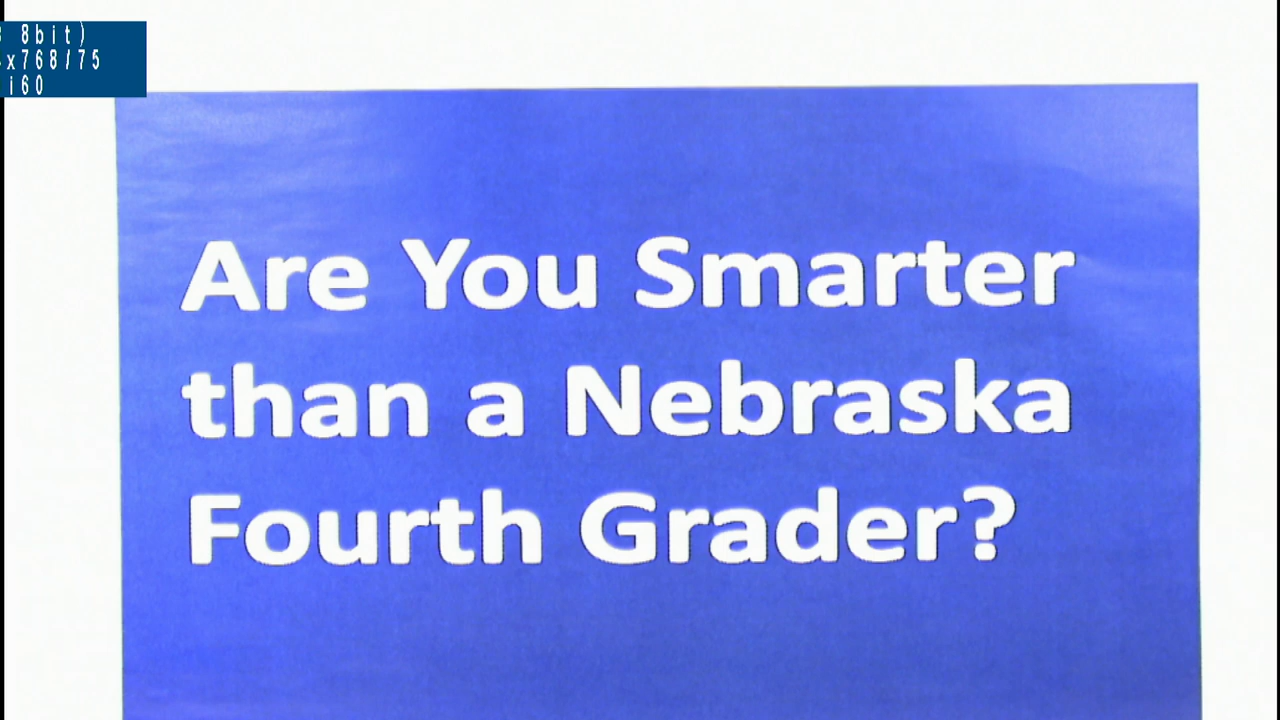 8bit)
x768/75
i60
Are You Smarter
than a Nebraska
Fourth Grader?